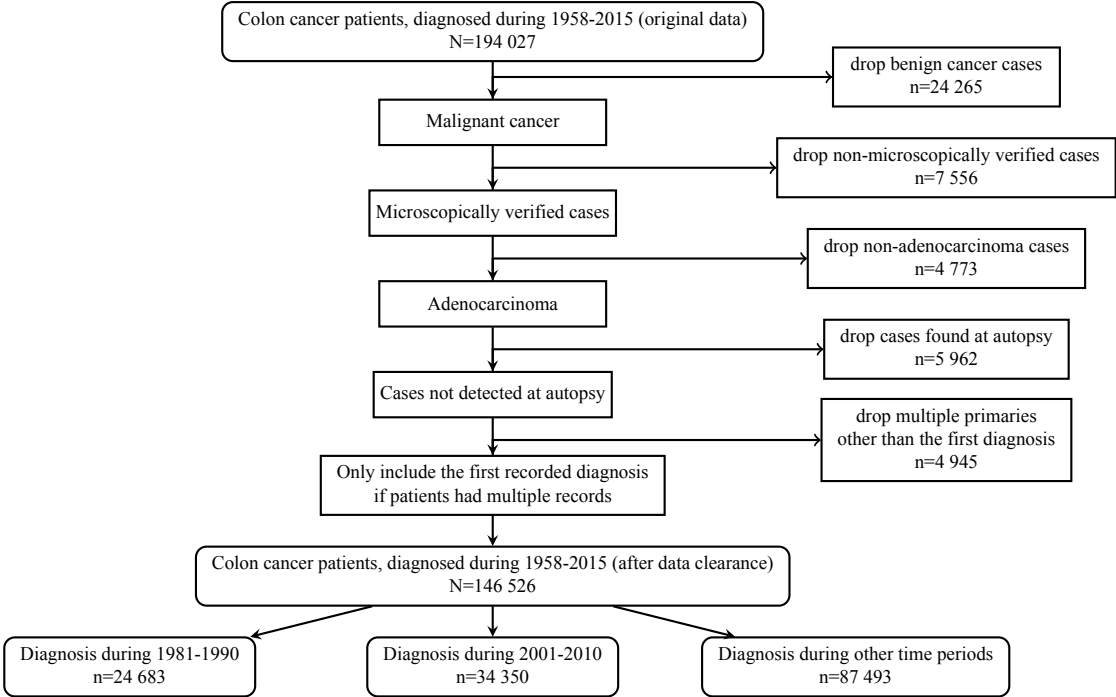 Colon cancer patients, diagnosed during 1958-2015 (original data)
N=194 027
drop benign cancer cases
n=24 265
Malignant cancer
drop non-microscopically verified cases
n=7 556
Microscopically verified cases
drop non-adenocarcinoma cases
n=4 773
Adenocarcinoma
drop cases found at autopsy
n=5 962
Cases not detected at autopsy
drop multiple primaries
other than the first diagnosis
n=4 945
Only include the first recorded diagnosis
if patients had multiple records
Colon cancer patients, diagnosed during 1958-2015 (after data clearance)
N=146 526
Diagnosis during 1981-1990
n=24 683
Diagnosis during 2001-2010
n=34 350
Diagnosis during other time periods
n=87 493